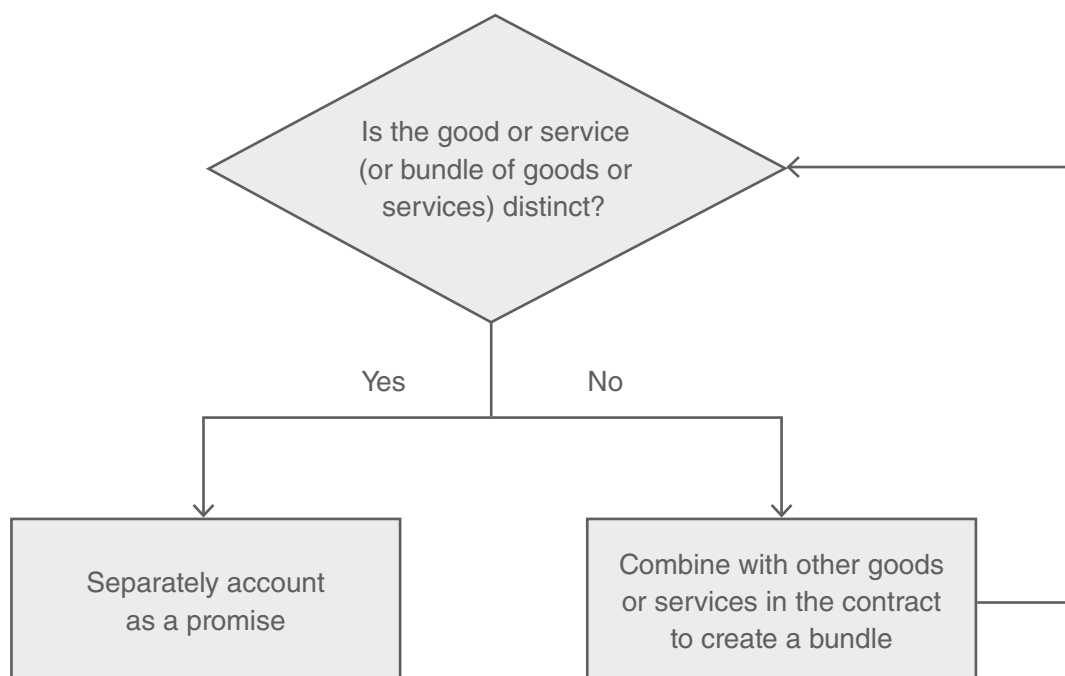 Is the good or service
(or bundle of goods or
services) distinct?
Yes
No
Separately account
as a promise
Combine with other goods
or services in the contract
to create a bundle